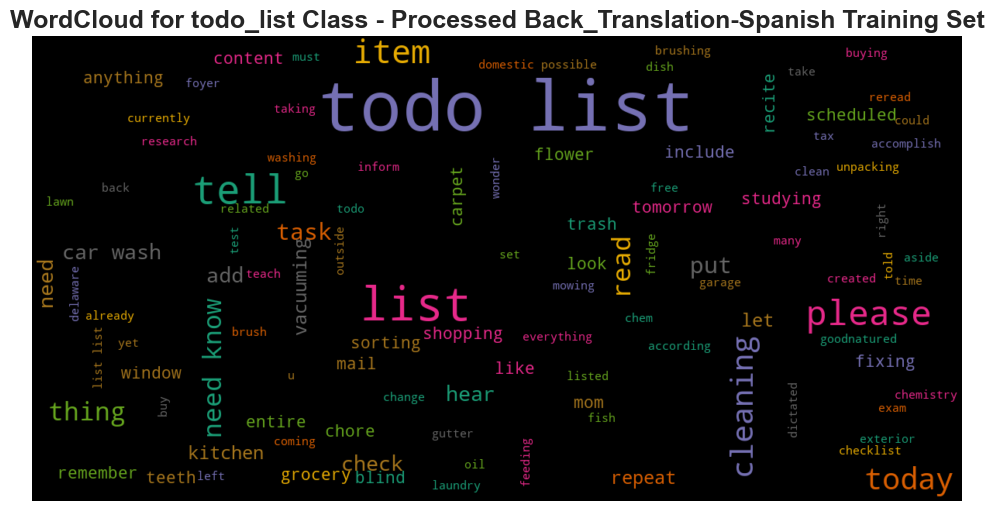 WordCloud for todo_list Class - Processed Back_Translation-Spanish Training Set
item
content
must
brushing
buying
domestic
possible
dish
take
anything
foyer
todo list
recite
reread
taking
scheduled
could
currently
research
tax
accomplish
washing
inform
flower
include
wonder
clean
unpacking
go
back
tell
free
studying
lawn
related
todo
carpet
tomorrow
right
trash
test
task
outside
many
car wash
vacuuming
set
look
read
fridge
put
told
aside
need
delaware
add
teach
mowing
garage
created
time
list
please
already
need know
chem
let
brush
shopping
everything
goodnatured
yet
list list
sorting
according
cleaning
fixing
window
mail
like
u
listed
buy
change
hear
mom
chemistry
thing
fish
dictated
exam
entire
chore
gutter
coming
exterior
kitchen
checklist
remember
teeth
left
grocery
check
blind
oil
feeding
laundry
repeat
today